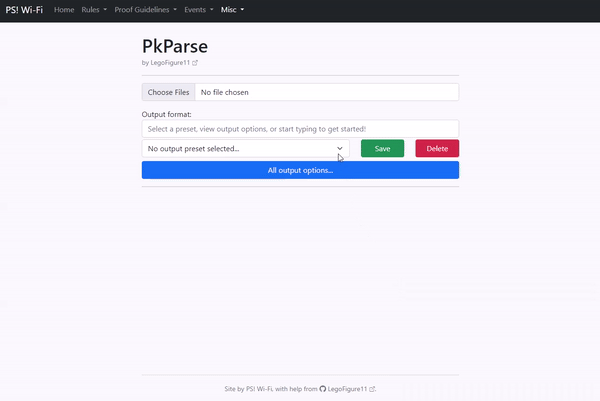 PS! Wi-Fi Home Rules Proof Guidelines Events Misc
PkParse
by LegoFigure11
Choose Files No file chosen
Output format:
Select a preset, view output options, or start typing to get started!
No output preset selected... Save Delete
All output options...
Site by PS! Wi-Fi, with help from LegoFigure11.